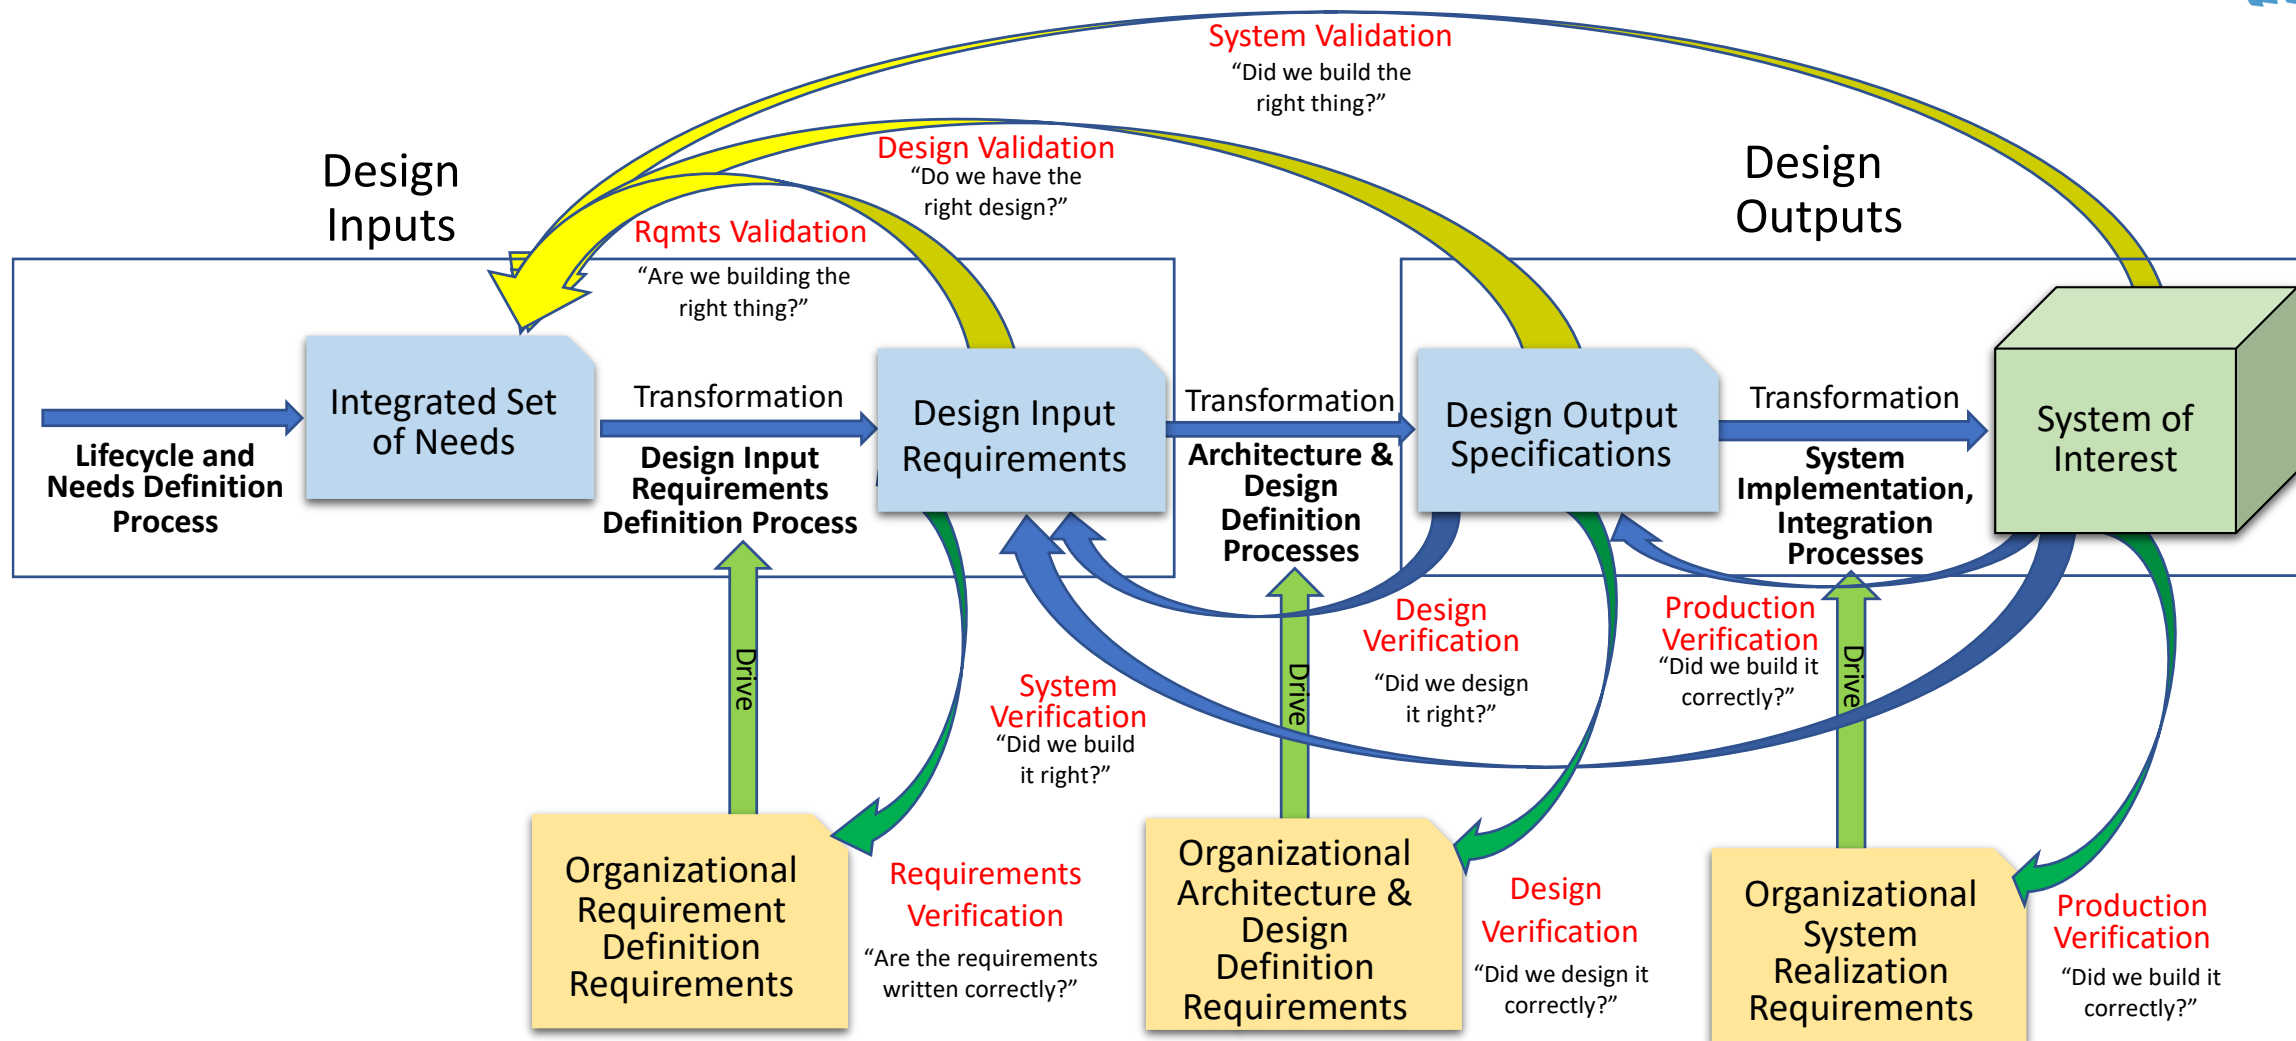 System Validation
“Did we build the
right thing?”
Design Validation
“Do we have the
right design?”
Design
Inputs
Design
Outputs
Rqmts Validation
“Are we building the
right thing?”
Lifecycle and
Needs Definition
Process
Integrated Set
of Needs
Transformation
Design Input
Requirements
Definition Process
Design Input
Requirements
Transformation
Architecture &
Design
Definition
Processes
Design Output
Specifications
Transformation
System
Implementation,
Integration
Processes
System of
Interest
Drive
System
Verification
“Did we build
it right?”
Drive
Design
Verification
“Did we design
it right?”
Production
Verification
“Did we build it
correctly?”
Drive
Organizational
Requirement
Definition
Requirements
Requirements
Verification
“Are the requirements
written correctly?”
Organizational
Architecture &
Design
Definition
Requirements
Design
Verification
“Did we design it
correctly?”
Organizational
System
Realization
Requirements
Production
Verification
“Did we build it
correctly?”